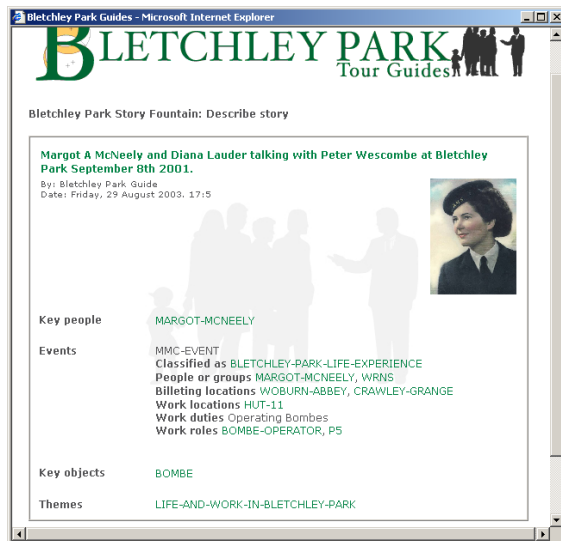 Bletchley Park Guides - Microsoft Internet Explorer
BLETCHLEY PARK
Tour Guides
Bletchley Park Story Fountain: Describe story
Margot A McNeely and Diana Lauder talking with Peter Wescombe at Bletchley
Park September 8th 2001.
By: Bletchley Park Guide
Date: Friday, 29 August 2003. 17:5
Key people MARGOT-MCNEELY
Events MMC-EVENT
Classified as BLETCHLEY-PARK-LIFE-EXPERIENCE
People or groups MARGOT-MCNEELY, WRNS
Billeting locations WOBURN-ABBEY, CRAWLEY-GRANGE
Work locations HUT-11
Work duties Operating Bombes
Work roles BOMBE-OPERATOR, P5
Key objects BOMBE
Themes LIFE-AND-WORK-IN-BLETCHLEY-PARK